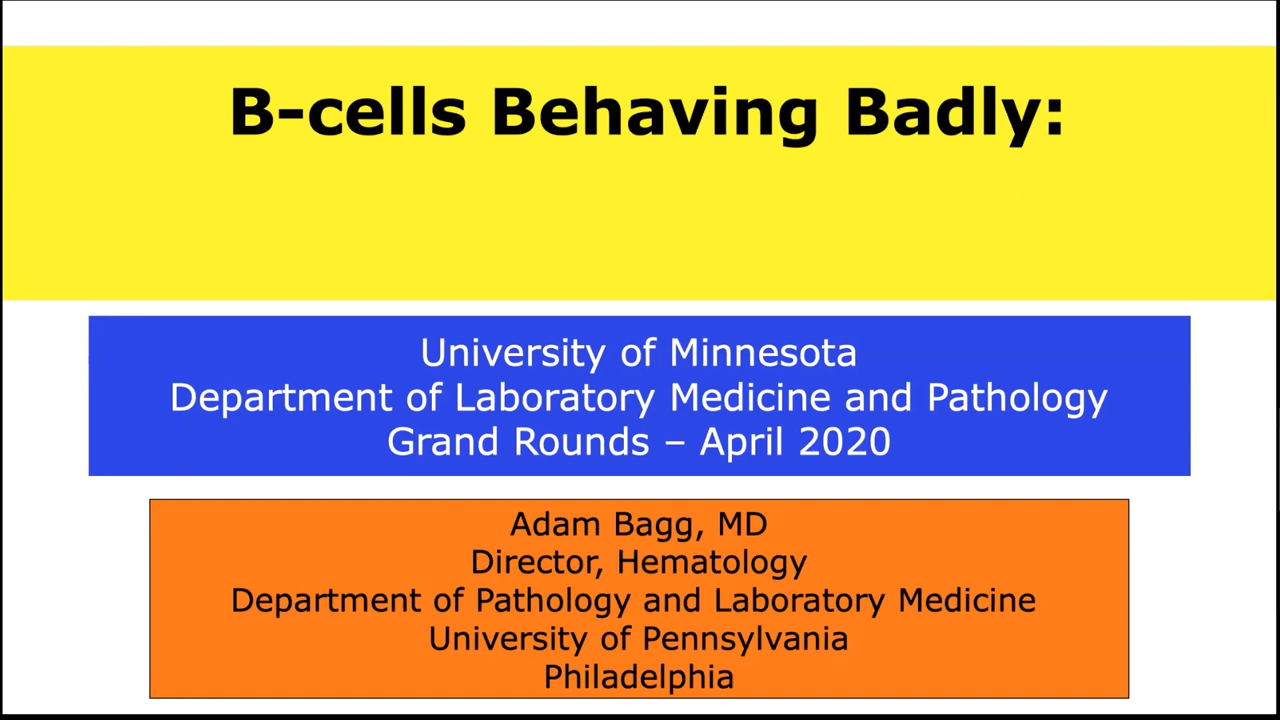 B-cells Behaving Badly:
University of Minnesota
Department of Laboratory Medicine and Pathology
Grand Rounds – April 2020
Adam Bagg, MD
Director, Hematology
Department of Pathology and Laboratory Medicine
University of Pennsylvania
Philadelphia